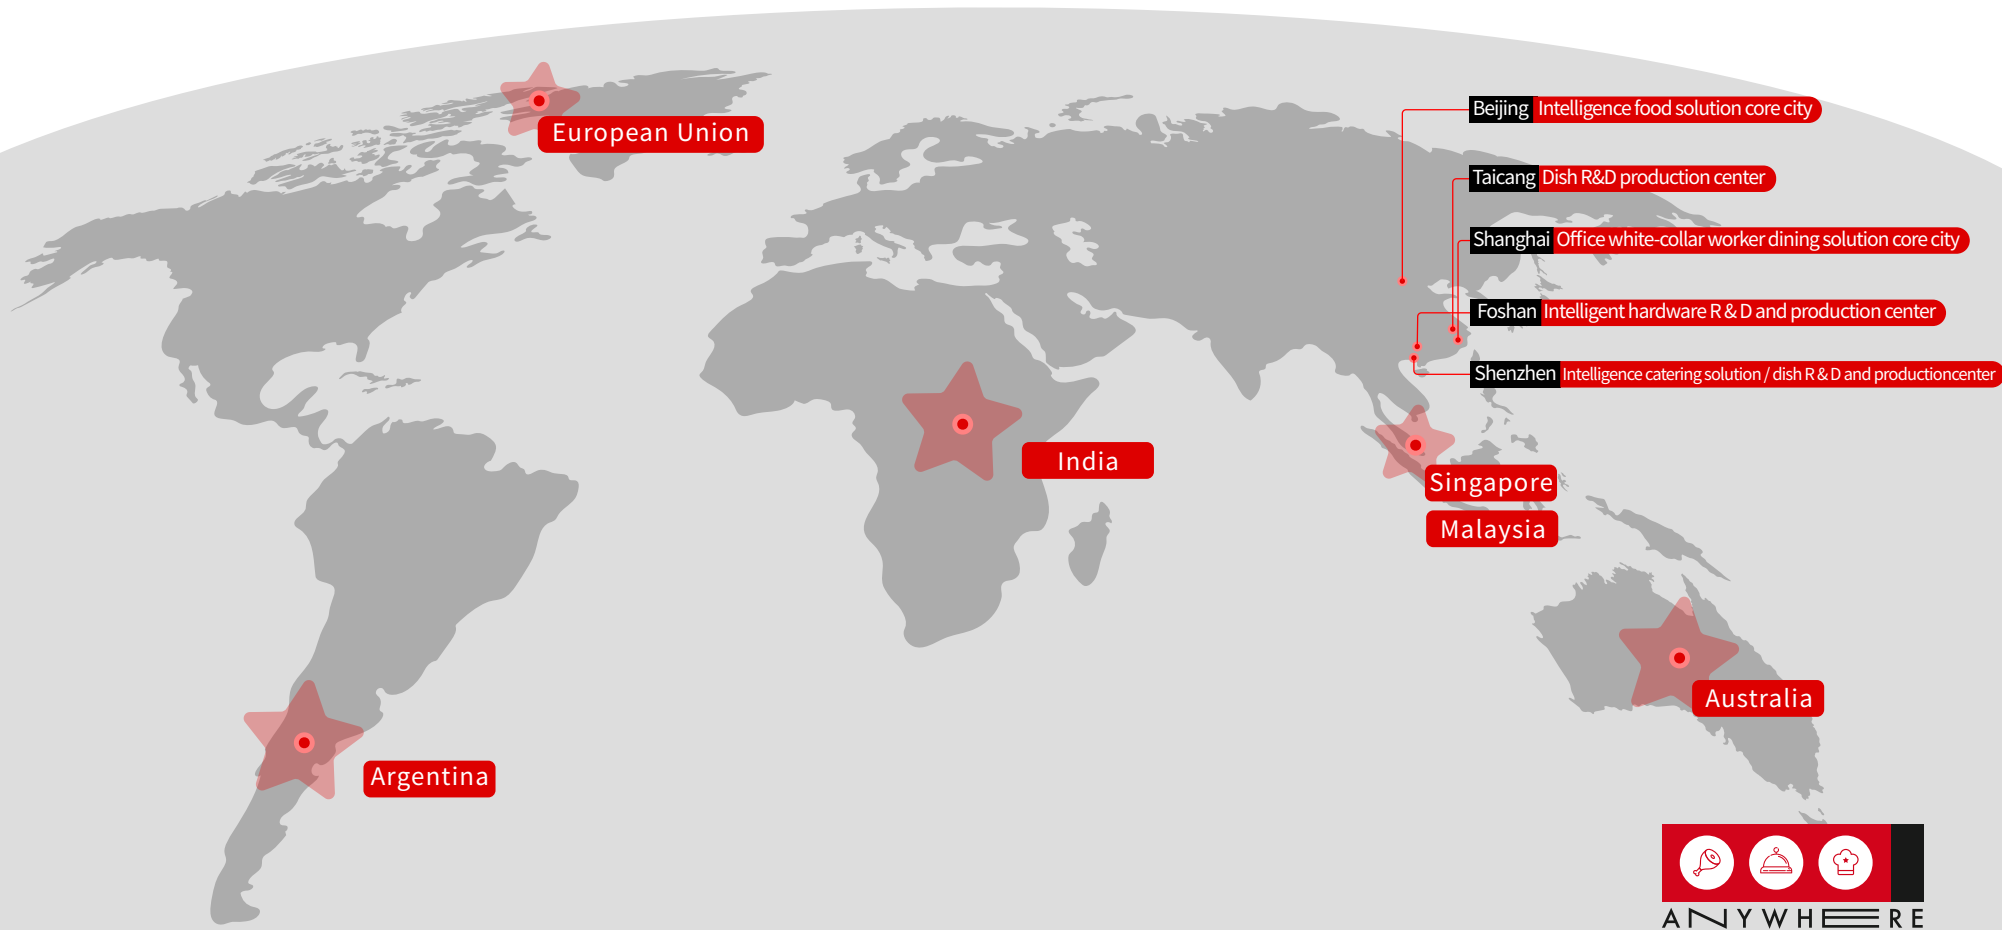 European Union
Beijing Intelligence food solution core city
Taicang Dish R&D production center
Shanghai Office white-collar worker dining solution core city
Foshan Intelligent hardware R & D and production center
Shenzhen Intelligence catering solution / dish R & D and productioncenter
India
Singapore
Malaysia
Australia
Argentina
ANYWHERE